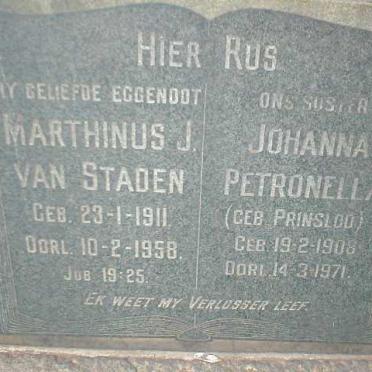 HIER RUS
MY GELIEFDE EGGENOOT
MARTHINUS J.
VAN STADEN
GEB. 23-1-1911.
OORL. 10-2-1958.
JOB 19:25.
ONS SUSTER
JOHANNA
PETRONELLA
(GEB. PRINSLOO)
GEB. 19-2-1908
OORL. 14-3-1971.
EK WEET MY VERLOSSER LEEF.